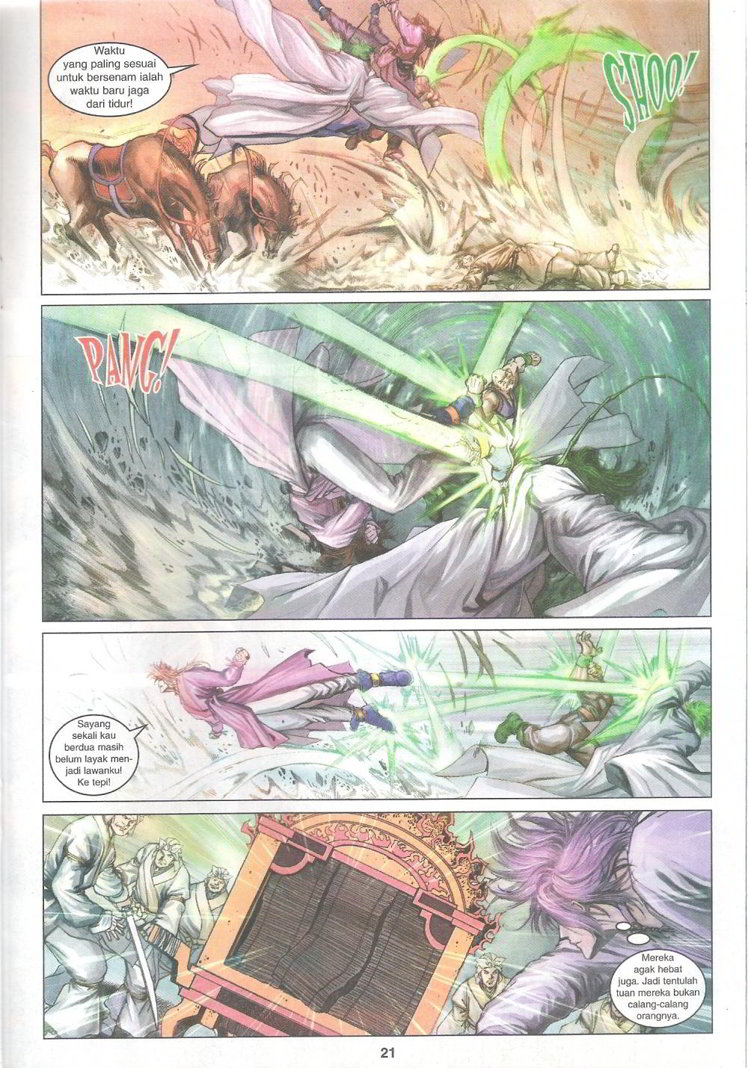 Waktu
yang paling sesuai
untuk bersenam ialah
waktu baru jaga
dari tidur!
SHOO!
PANG!
Sayang
sekali kau
berdua masih
belum layak men-
jadi lawanku!
Ke tepi!
Mereka
agak hebat
juga. Jadi tentulah
tuan mereka bukan
calang-calang
orangnya.
21